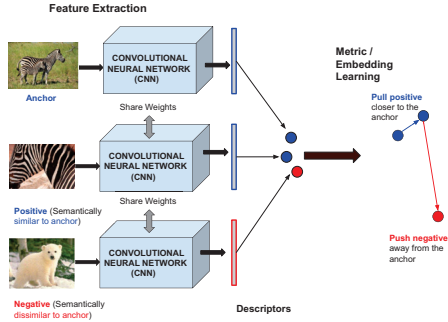 Feature Extraction
CONVOLUTIONAL
NEURAL NETWORK
(CNN)
Anchor
Share Weights
CONVOLUTIONAL
NEURAL NETWORK
(CNN)
Positive (Semantically
similar to anchor)
Share Weights
CONVOLUTIONAL
NEURAL NETWORK
(CNN)
Negative (Semantically
dissimilar to anchor)
Descriptors
Metric /
Embedding
Learning
Pull positive
closer to the
anchor
Push negative
away from the
anchor